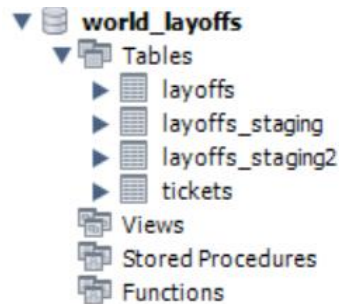 world_layoffs
Tables
layoffs
layoffs_staging
layoffs_staging2
tickets
Views
Stored Procedures
Functions